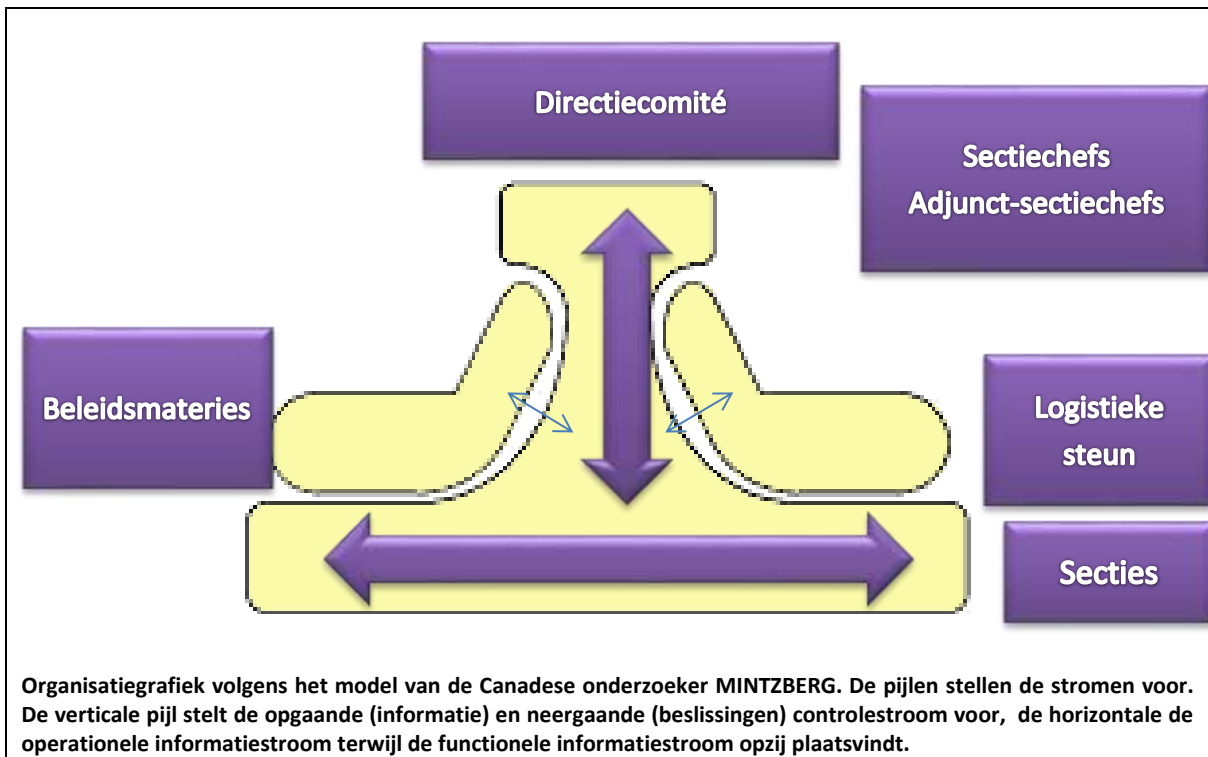 Directiecomité
Sectiechefs
Adjunct-sectiechefs
Beleidsmateries
Logistieke
steun
Secties
Organisatiegrafiek volgens het model van de Canadese onderzoeker MINTZBERG. De pijlen stellen de stromen voor.
De verticale pijl stelt de opgaande (informatie) en neergaande (beslissingen) controlestroom voor, de horizontale de
operationele informatiestroom terwijl de functionele informatiestroom opzij plaatsvindt.